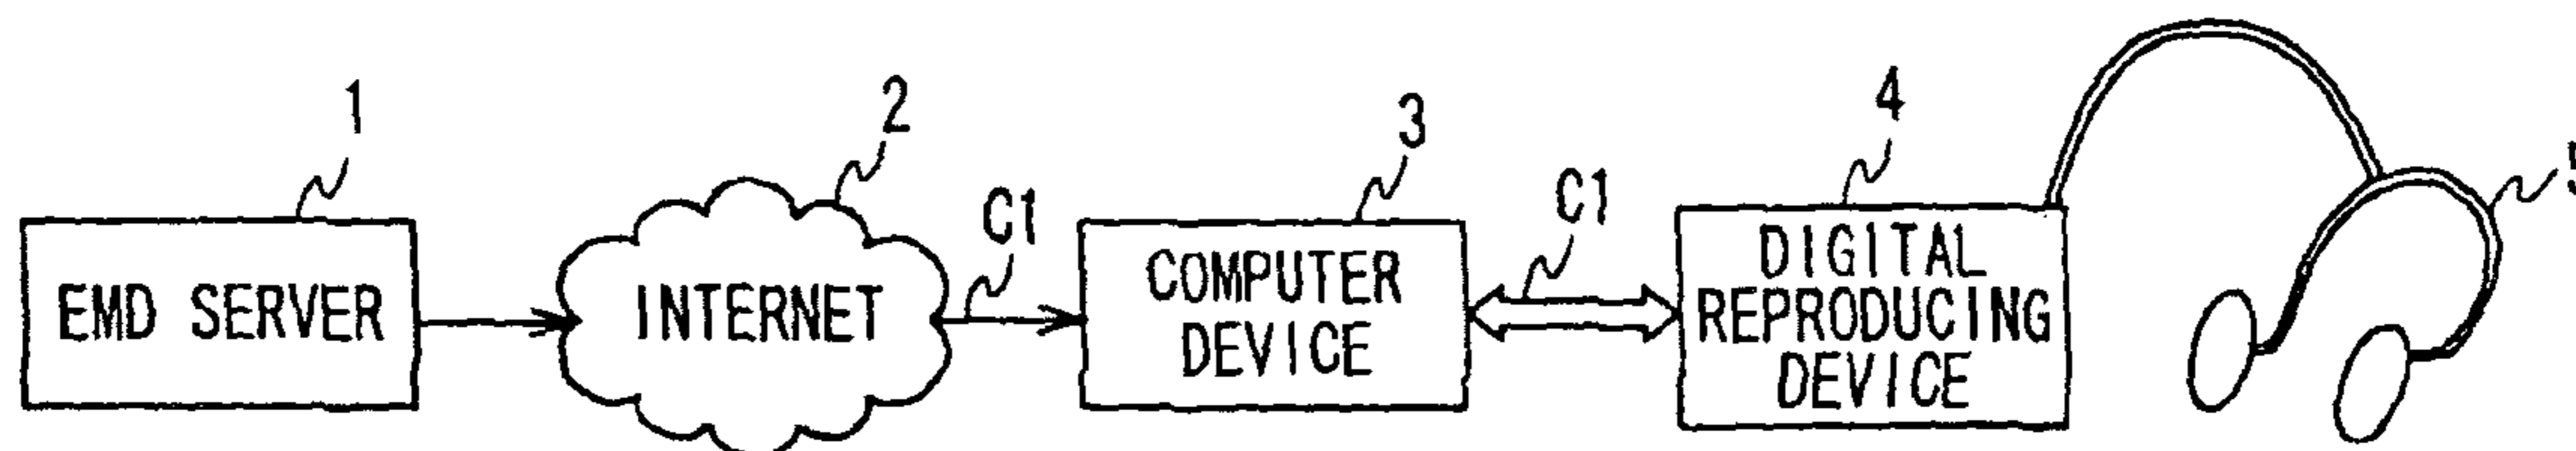 1
2
3
4
5
C1
C1
EMD SERVER
INTERNET
COMPUTER
DEVICE
DIGITAL
REPRODUCING
DEVICE